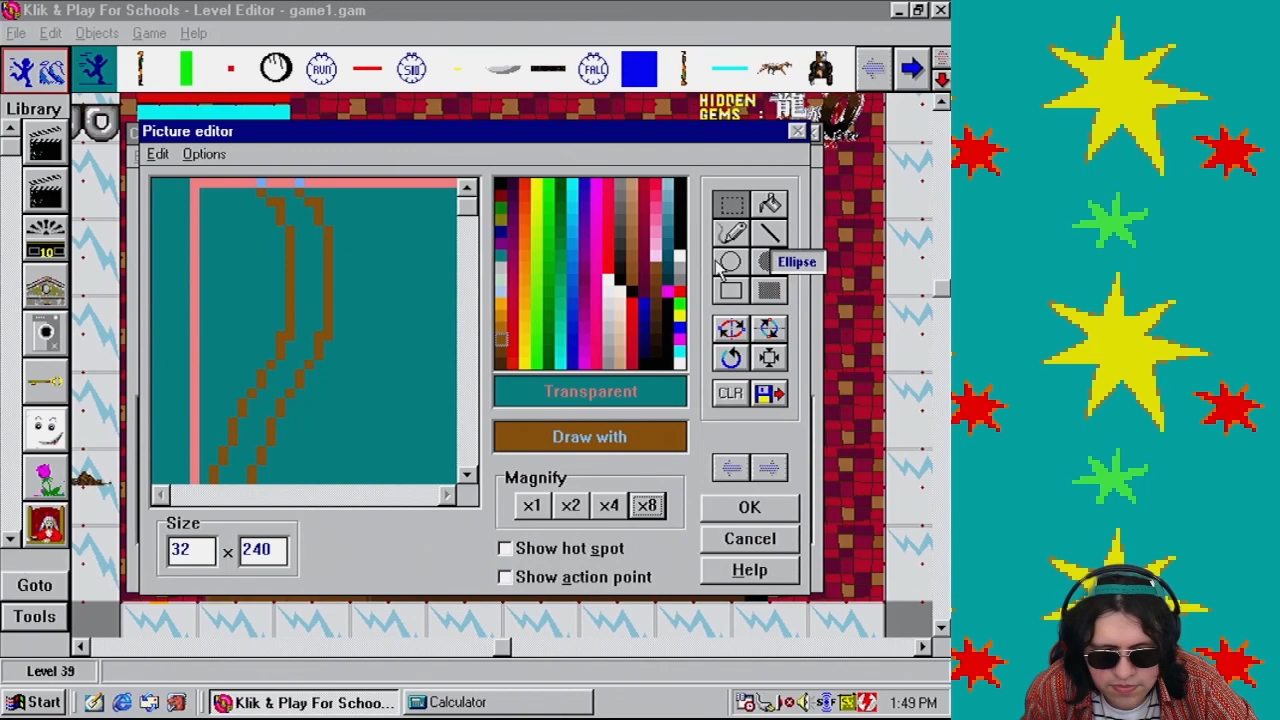 Klik & Play For Schools - Level Editor - game1.gam
File Edit Objects Game Help
RUN
SND
FALL
Library
HIDDEN
GEMS :
Picture editor
Edit Options
10
Ellipse
Transparent
CLR
Draw with
Magnify
x1 x2 x4 x8
OK
Size
32 x 240
Show hot spot
Cancel
Show action point
Help
Goto
Tools
Level 39
Start
Klik & Play For Schoo...
Calculator
1:49 PM